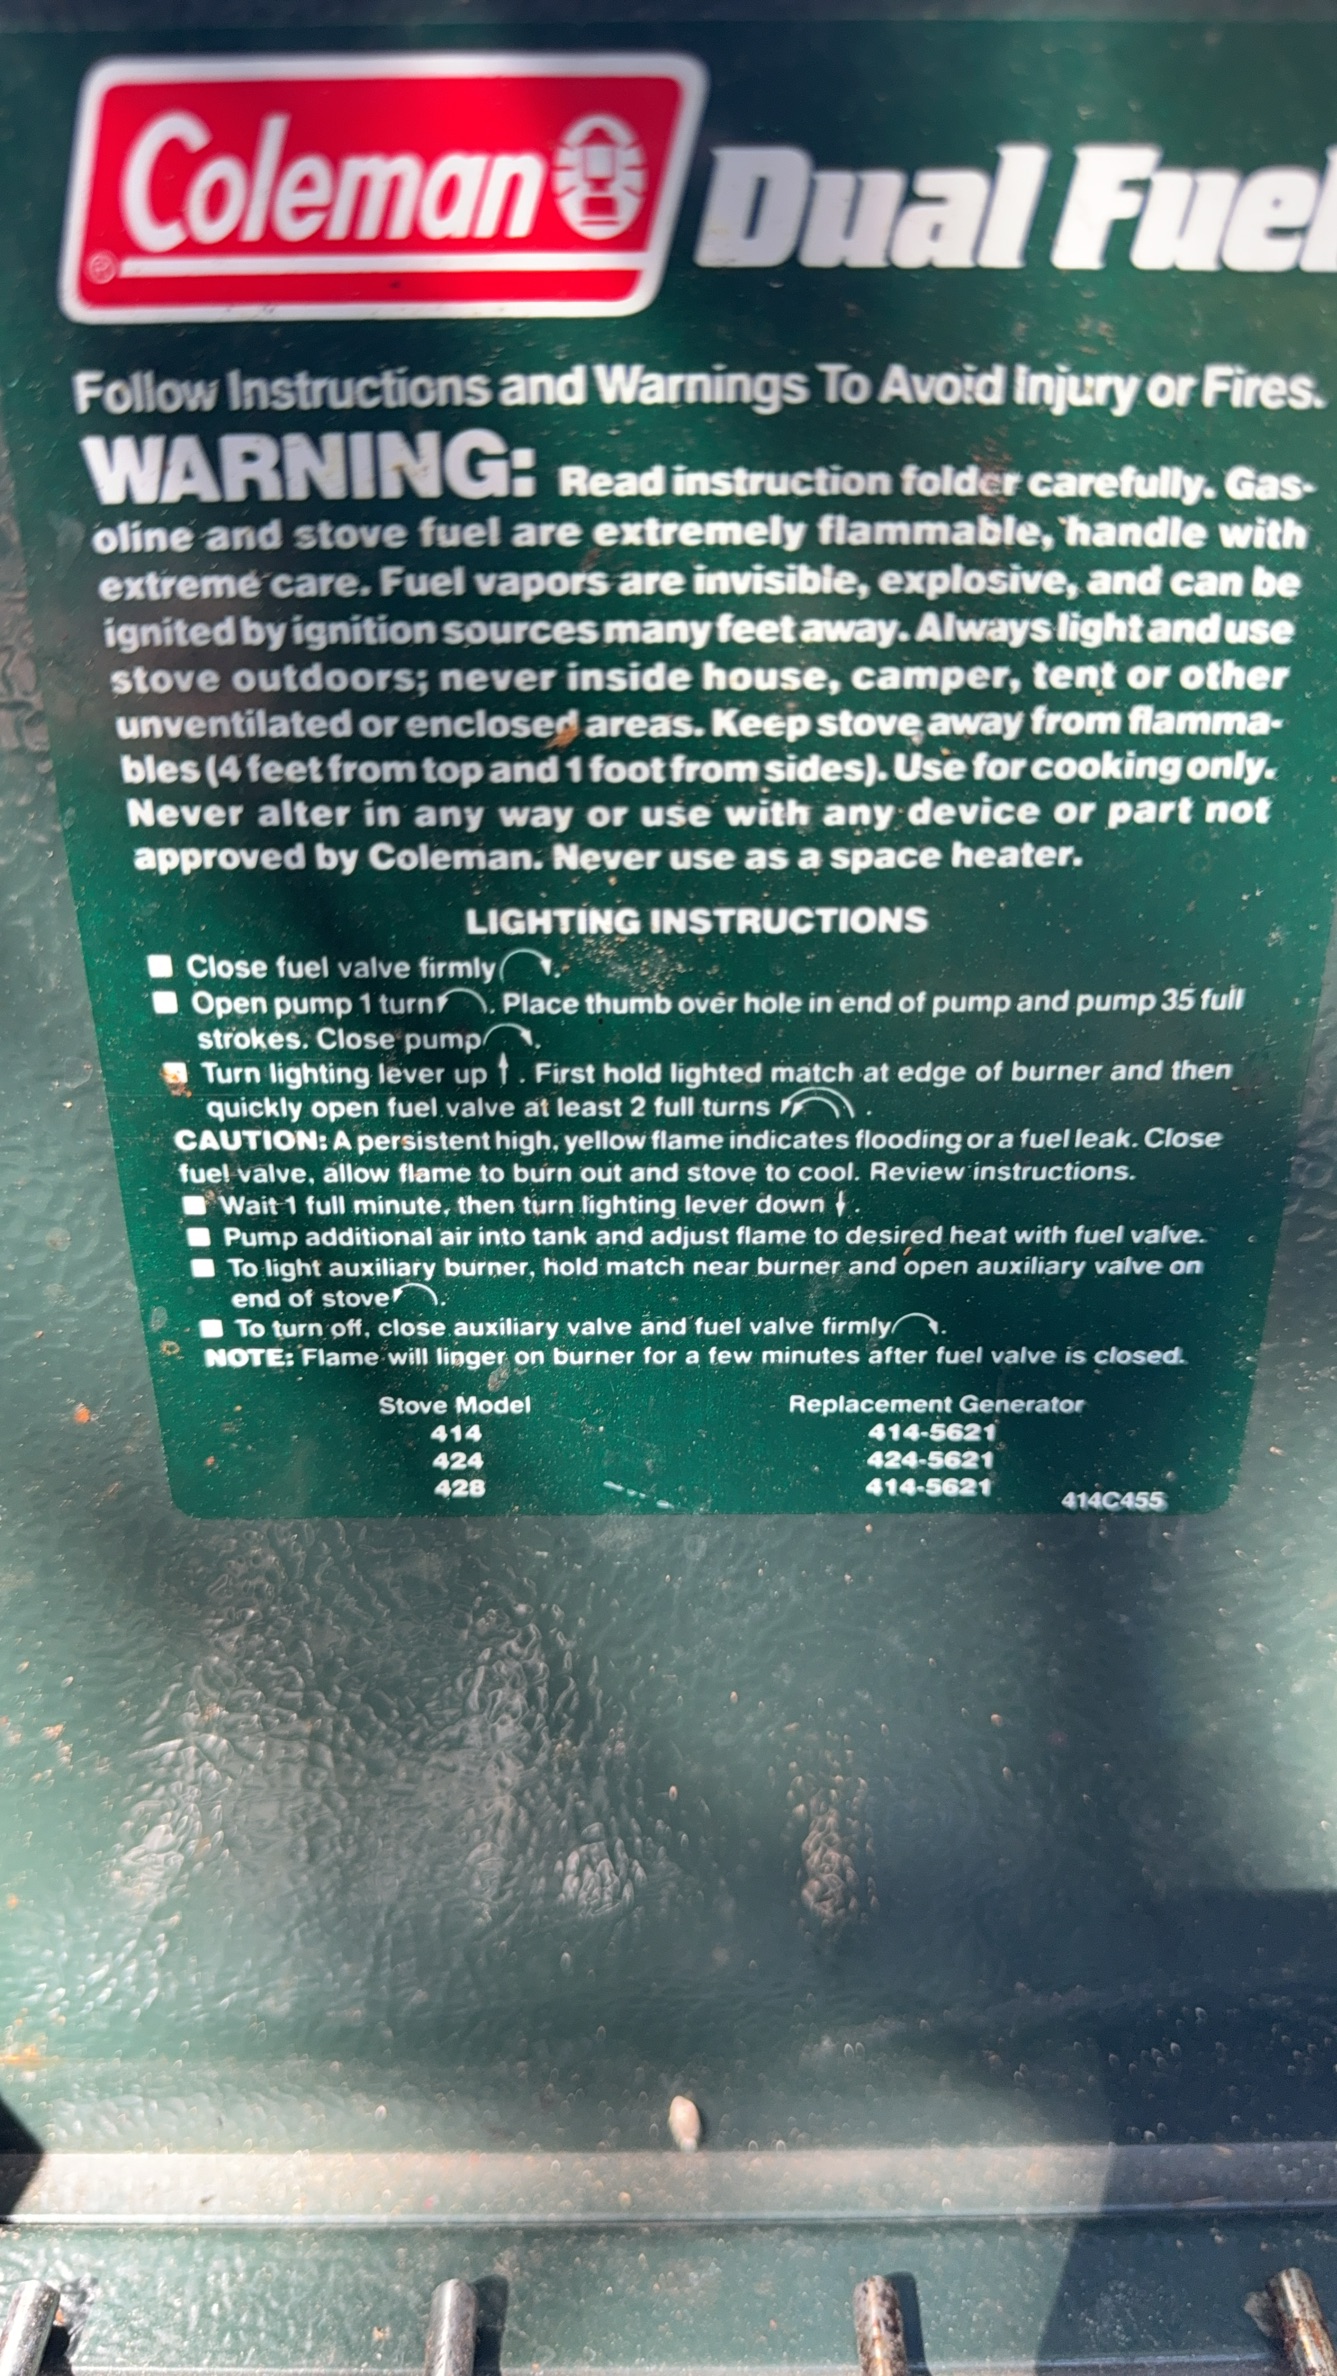 Coleman Dual Fuel
Follow Instructions and Warnings To Avoid Injury or Fires.
WARNING: Read instruction folder carefully. Gas-
oline and stove fuel are extremely flammable, handle with
extreme care. Fuel vapors are invisible, explosive, and can be
ignited by ignition sources many feet away. Always light and use
stove outdoors; never inside house, camper, tent or other
unventilated or enclosed areas. Keep stove away from flamma-
bles (4 feet from top and 1 foot from sides). Use for cooking only.
Never alter in any way or use with any device or part not
approved by Coleman. Never use as a space heater.
LIGHTING INSTRUCTIONS
■ Close fuel valve firmly.
■ Open pump 1 turn. Place thumb over hole in end of pump and pump 35 full
strokes. Close pump.
■ Turn lighting lever up ↑. First hold lighted match at edge of burner and then
quickly open fuel valve at least 2 full turns.
CAUTION: A persistent high, yellow flame indicates flooding or a fuel leak. Close
fuel valve, allow flame to burn out and stove to cool. Review instructions.
■ Wait 1 full minute, then turn lighting lever down ↓.
■ Pump additional air into tank and adjust flame to desired heat with fuel valve.
■ To light auxiliary burner, hold match near burner and open auxiliary valve on
end of stove.
■ To turn off, close auxiliary valve and fuel valve firmly.
NOTE: Flame will linger on burner for a few minutes after fuel valve is closed.
Stove Model Replacement Generator
414 414-5621
424 424-5621
428 414-5621
414C455